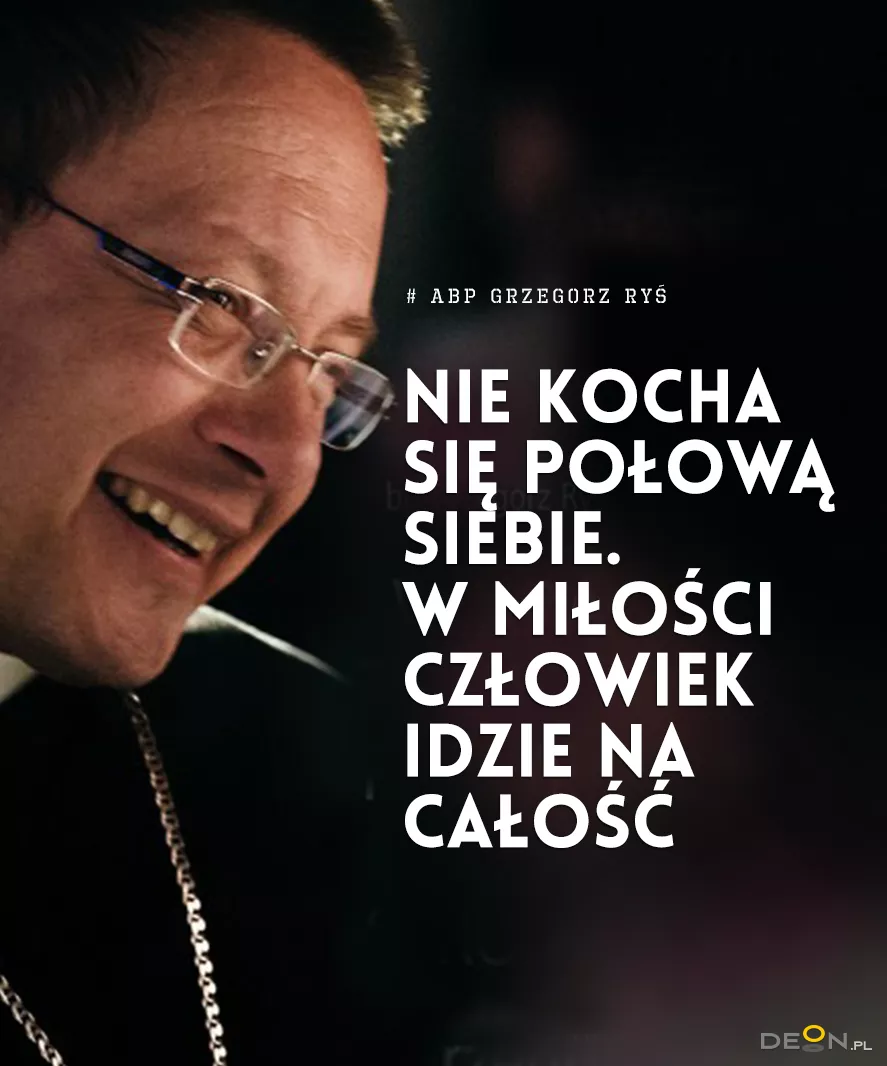 # ABP GRZEGORZ RYŚ
NIE KOCHA
SIĘ POŁOWĄ
SIEBIE.
W MIŁOŚCI
CZŁOWIEK
IDZIE NA
CAŁOŚĆ
DEON.PL